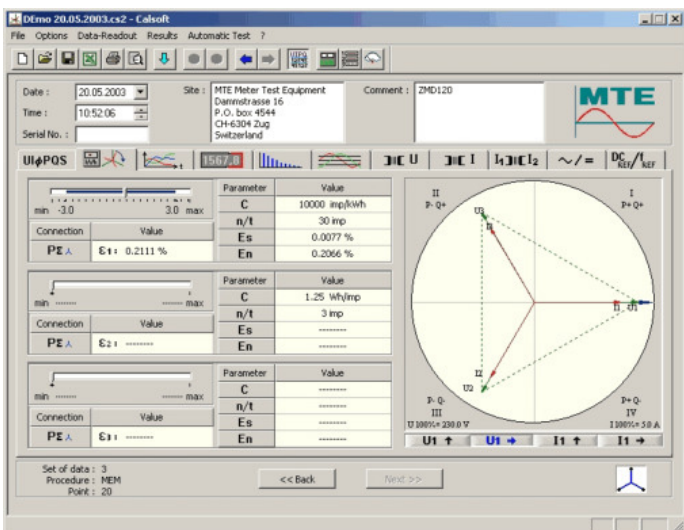 DEmo 20.05.2003.cs2 - Calsoft
File Options Data-Readout Results Automatic Test ?
Date : 20.05.2003
Time : 10:52:06
Serial No. :
Site : MTE Meter Test Equipment
Dammstrasse 16
P.O. box 4544
CH-6304 Zug
Switzerland
Comment : ZMD120
MTE
UIφPQS 1567.8 U I I1 I2 ~/= DC REF/fREF
min -3.0 3.0 max
Connection Value
PΣ ε1: 0.2111 %
Parameter Value
C 10000 imp/kWh
n/t 30 imp
Es 0.0077 %
En 0.2066 %
min ------- ------- max
Connection Value
PΣ ε2: --------
Parameter Value
C 1.25 Wh/imp
n/t 3 imp
Es --------
En --------
min ------- ------- max
Connection Value
PΣ ε3: --------
Parameter Value
C --------
n/t --------
Es --------
En --------
II
P- Q+
I
P+ Q+
U3
I3
I1 U1
I2
U2
P- Q-
III
P+ Q-
IV
U 100%= 230.0 V
I 100%= 5.0 A
U1 ↑ U1 → I1 ↑ I1 →
Set of data : 3
Procedure : MEM
Point : 20
<< Back
Next >>